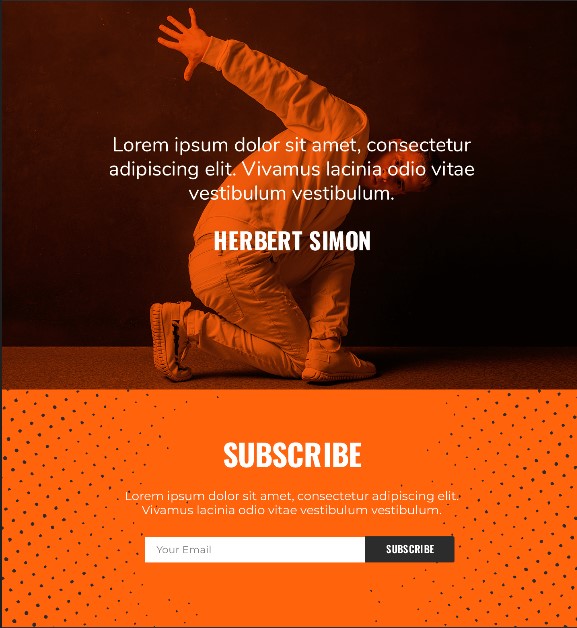 Lorem ipsum dolor sit amet, consectetur
adipiscing elit. Vivamus lacinia odio vitae
vestibulum vestibulum.
HERBERT SIMON
SUBSCRIBE
Lorem ipsum dolor sit amet, consectetur adipiscing elit.
Vivamus lacinia odio vitae vestibulum vestibulum.
Your Email
SUBSCRIBE